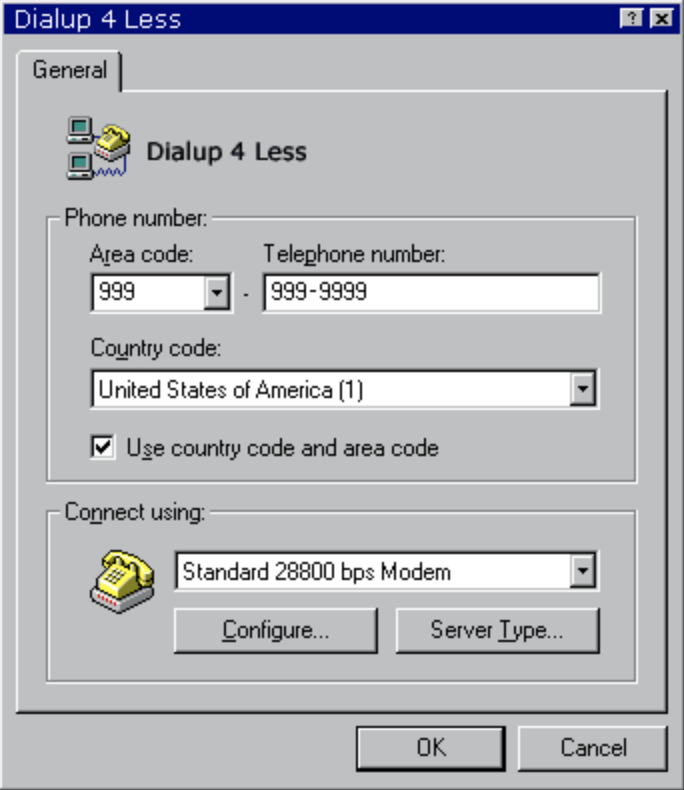 Dialup 4 Less
General
Dialup 4 Less
Phone number:
Area code: Telephone number:
999 - 999-9999
Country code:
United States of America (1)
Use country code and area code
Connect using:
Standard 28800 bps Modem
Configure... Server Type...
OK Cancel